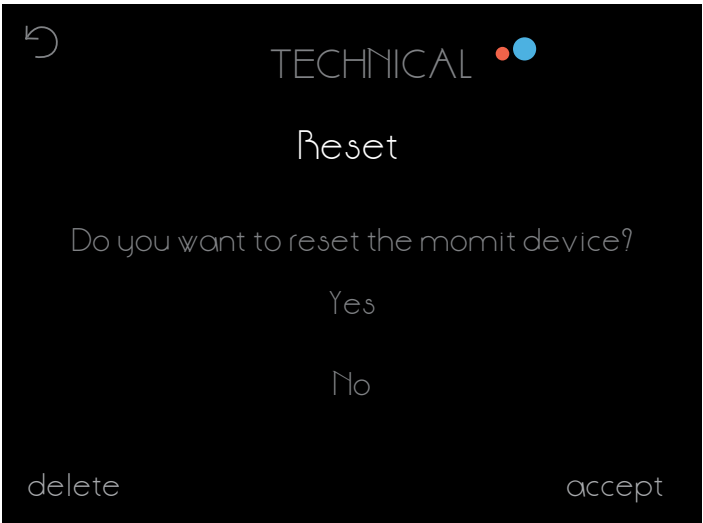 TECHNICAL
Reset
Do you want to reset the momit device?
Yes
No
delete
accept